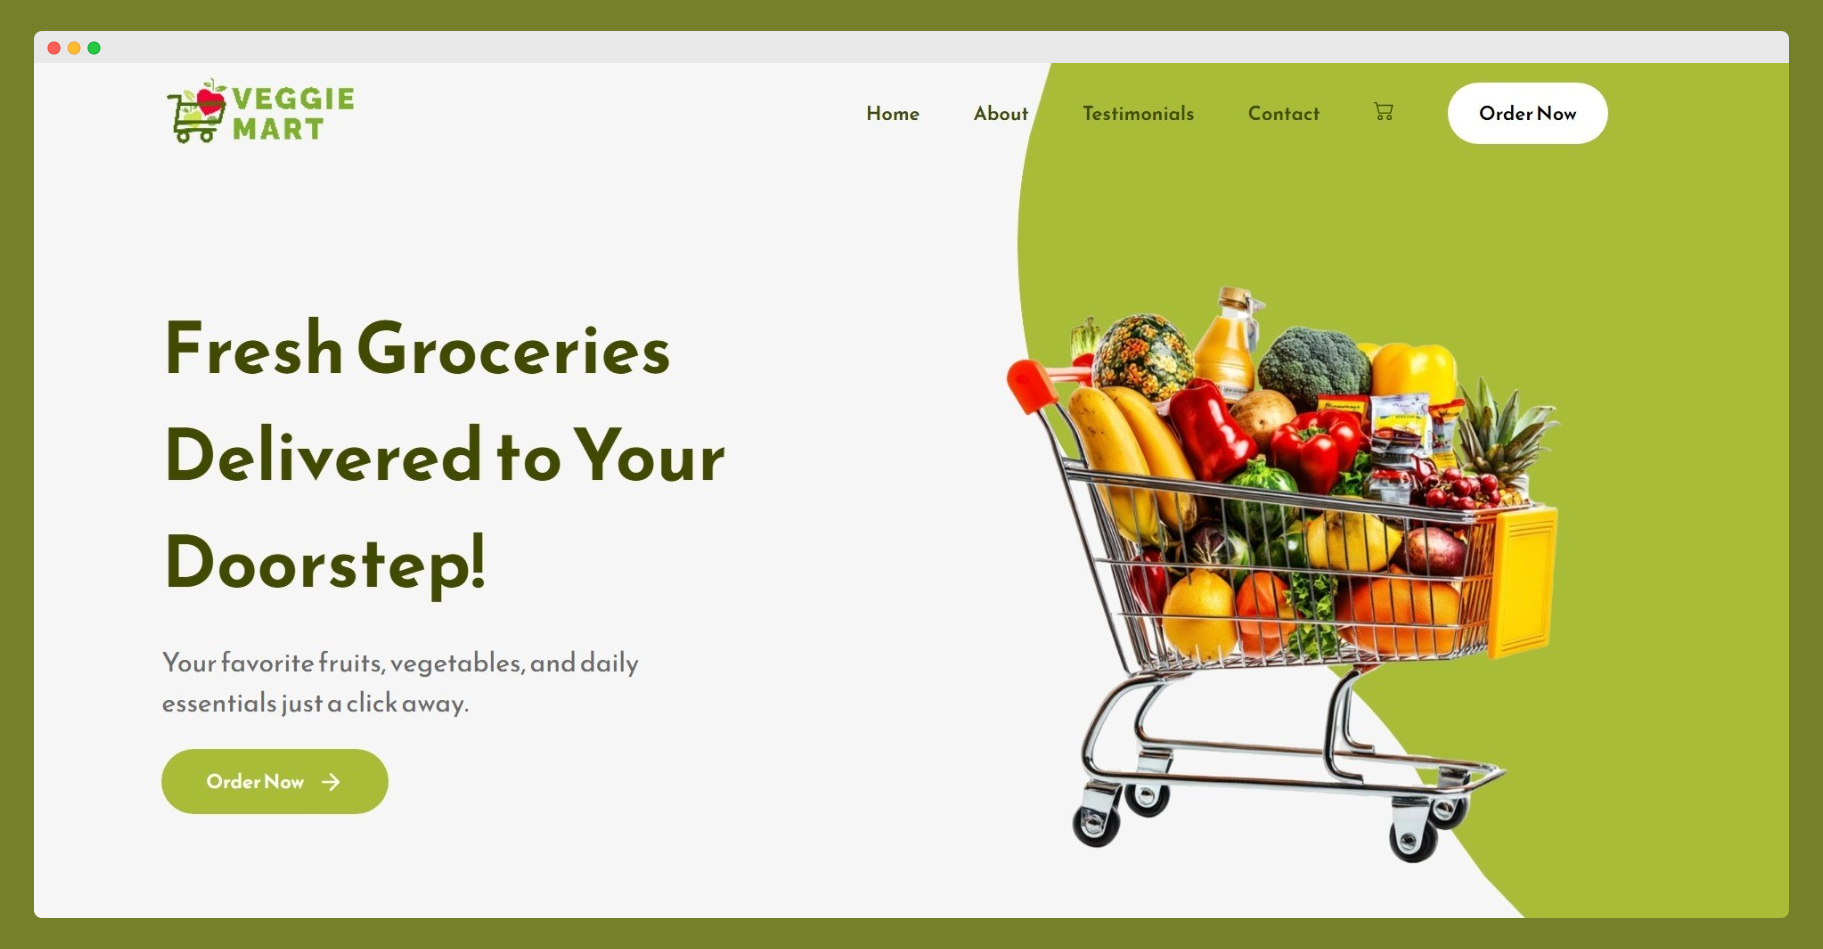 VEGGIE
MART
Home About Testimonials Contact Order Now
Fresh Groceries
Delivered to Your
Doorstep!
Your favorite fruits, vegetables, and daily
essentials just a click away.
Order Now